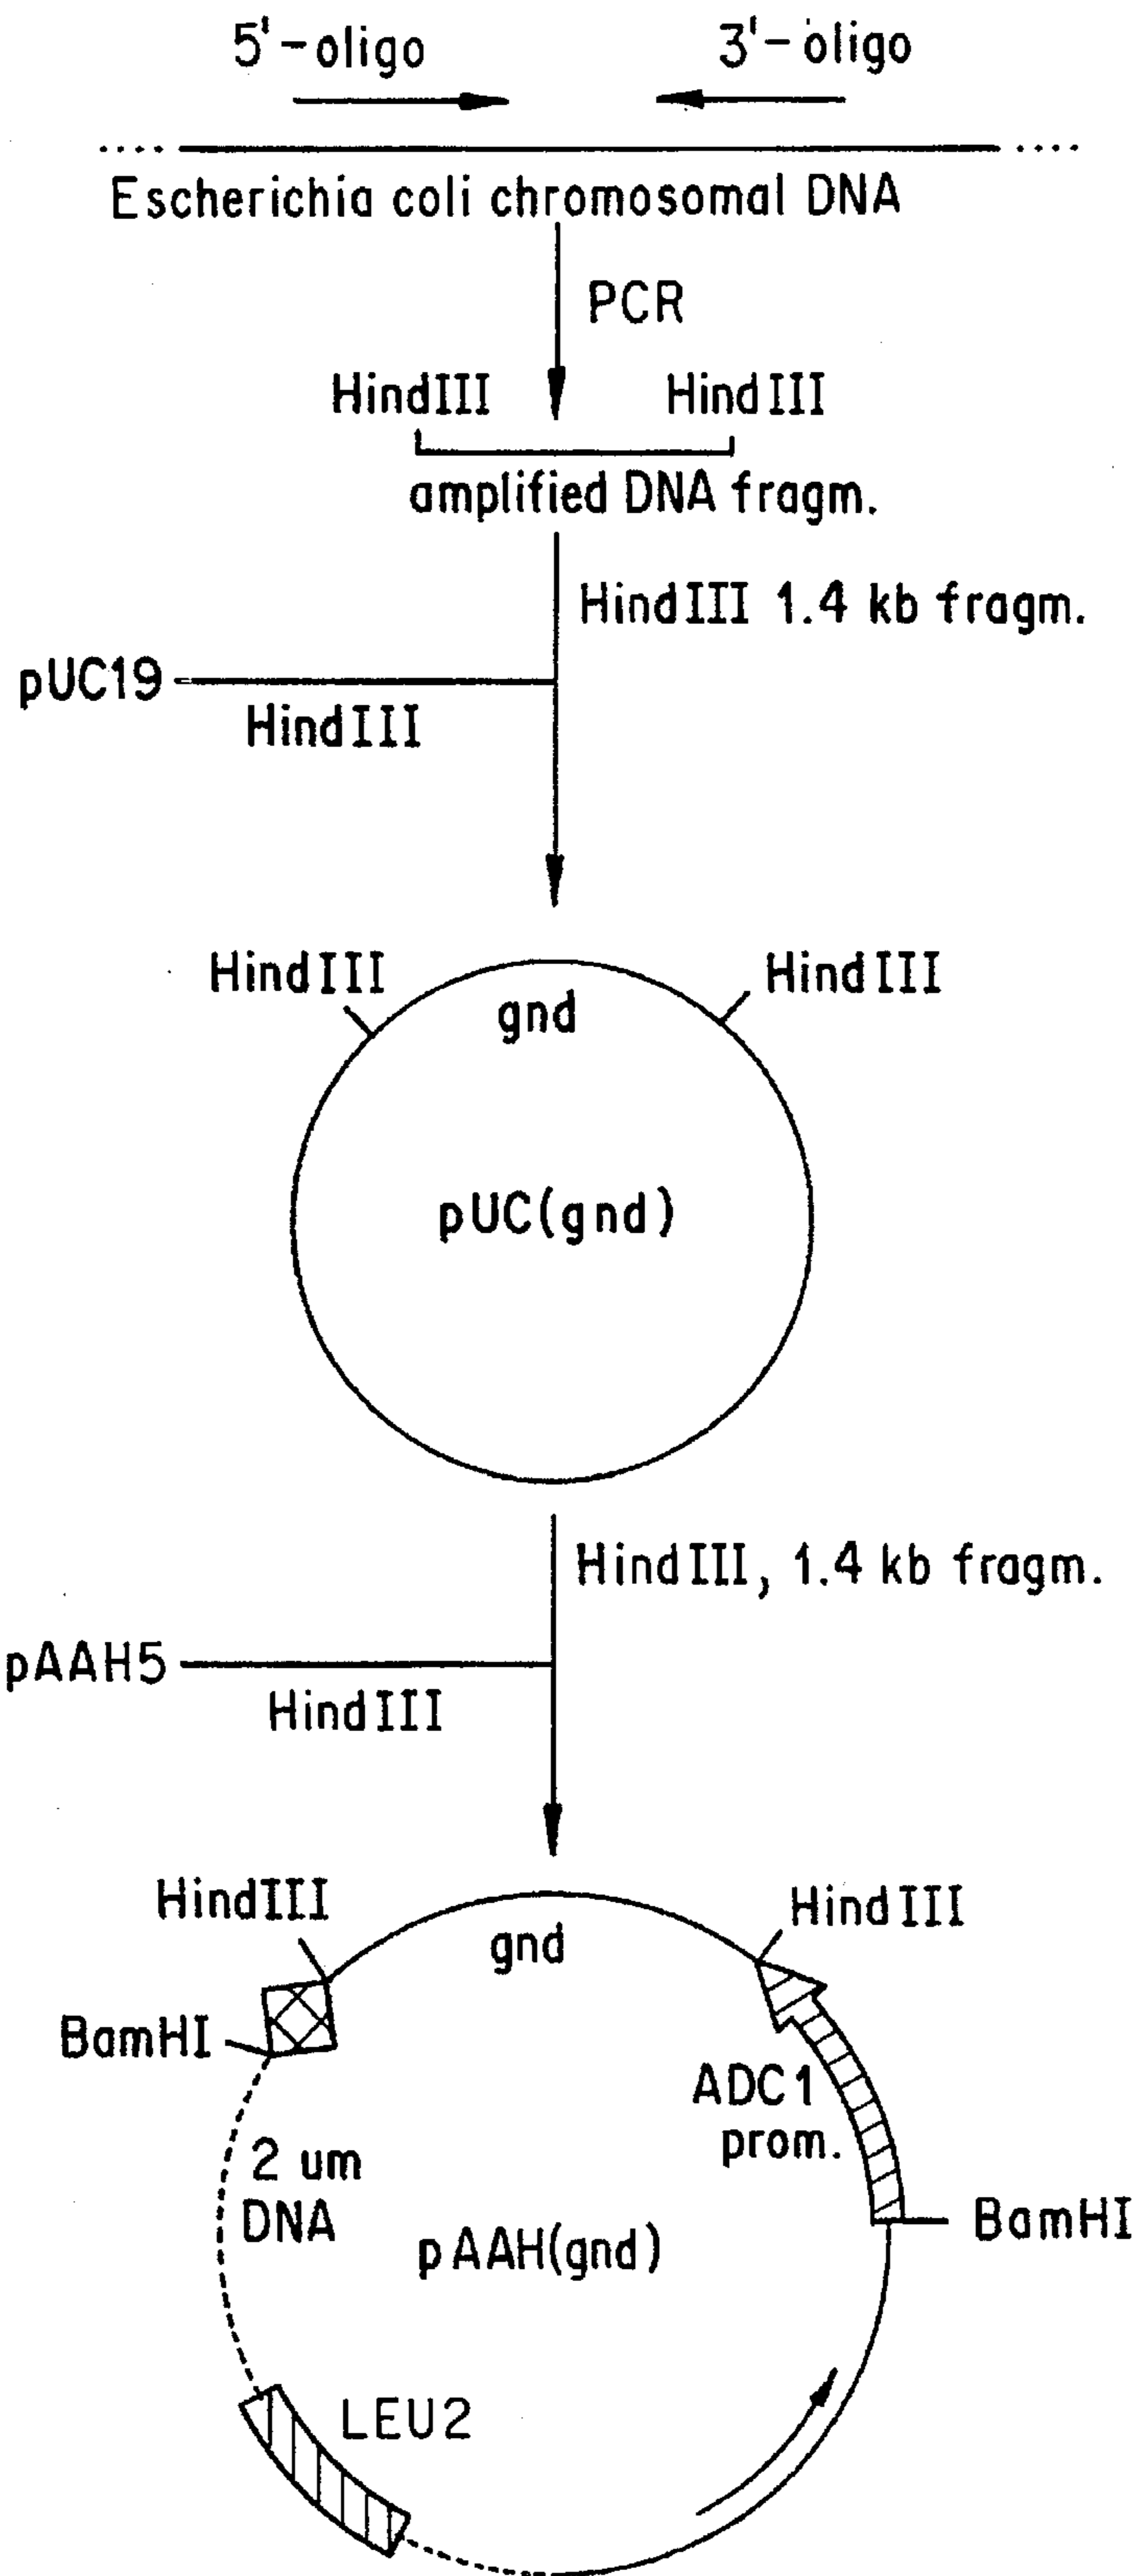 5'-oligo
3'-oligo
Escherichia coli chromosomal DNA
PCR
HindIII
HindIII
amplified DNA fragm.
HindIII 1.4 kb fragm.
pUC19
HindIII
HindIII
HindIII
gnd
pUC(gnd)
HindIII, 1.4 kb fragm.
pAAH5
HindIII
HindIII
HindIII
gnd
BamHI
ADC1
prom.
2 um
DNA
BamHI
pAAH(gnd)
LEU2